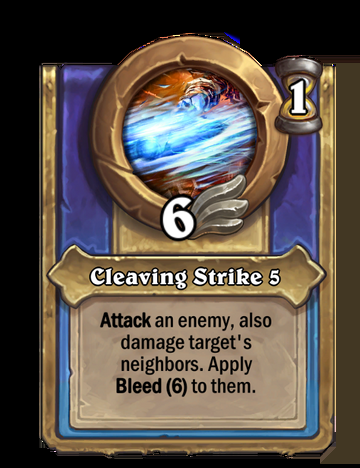 1
6
Cleaving Strike 5
Attack an enemy, also
damage target's
neighbors. Apply
Bleed (6) to them.